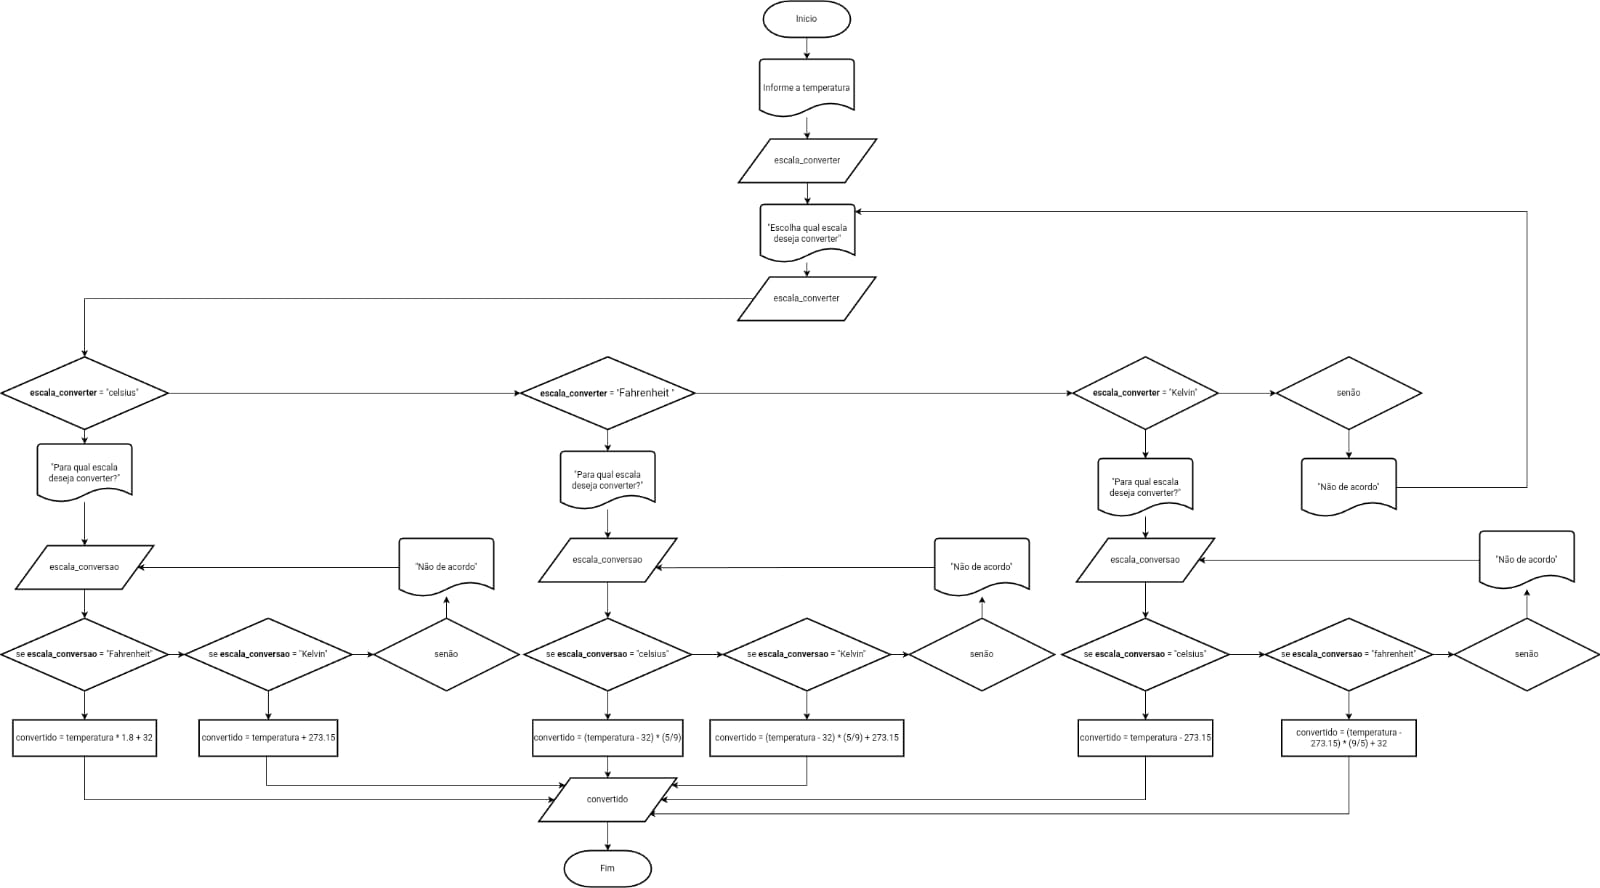 Inicio
Informe a temperatura
escala_converter
"Escolha qual escala
deseja converter"
escala_converter
escala_converter = "celsius"
escala_converter = "Fahrenheit "
escala_converter = "Kelvin"
senão
"Para qual escala
deseja converter?"
"Para qual escala
deseja converter?"
"Para qual escala
deseja converter?"
"Não de acordo"
escala_conversao
"Não de acordo"
escala_conversao
"Não de acordo"
escala_conversao
"Não de acordo"
se escala_conversao = "Fahrenheit"
se escala_conversao = "Kelvin"
senão
se escala_conversao = "celsius"
se escala_conversao = "Kelvin"
senão
se escala_conversao = "celsius"
se escala_conversao = "fahrenheit"
senão
convertido = temperatura * 1.8 + 32
convertido = temperatura + 273.15
convertido = (temperatura - 32) * (5/9)
convertido = (temperatura - 32) * (5/9) + 273.15
convertido = temperatura - 273.15
convertido = (temperatura -
273.15) * (9/5) + 32
convertido
Fim